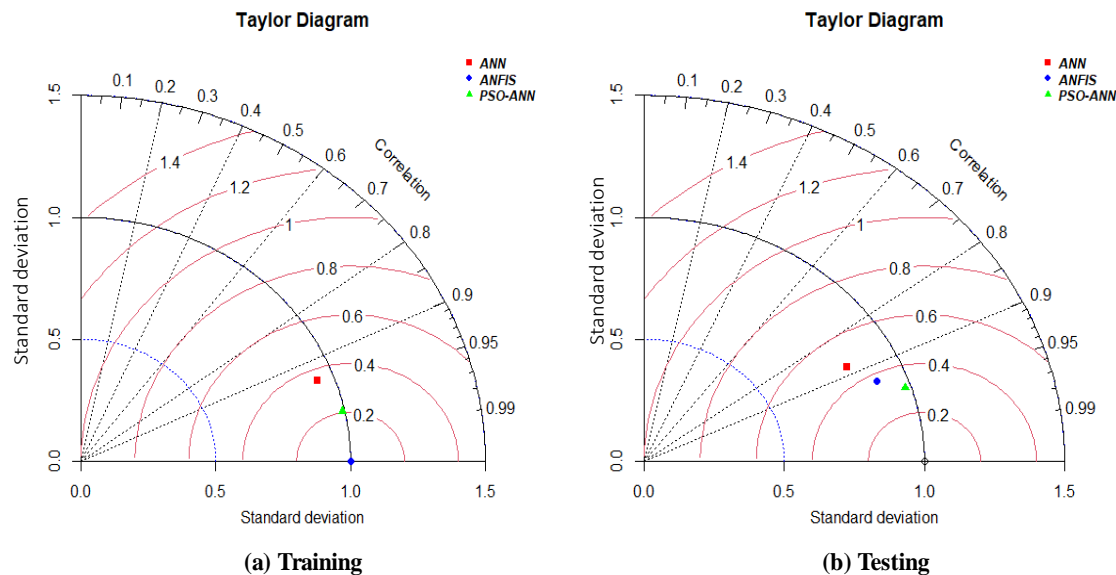 Taylor Diagram
ANN
ANFIS
PSO-ANN
0.1
0.2
0.3
0.4
0.5
0.6
0.7
0.8
0.9
0.95
0.99
Correlation
1.4
1.2
1
0.8
0.6
0.4
0.2
1.5
1.0
0.5
0.0
Standard deviation
0.0 0.5 1.0 1.5
Standard deviation
(a) Training
Taylor Diagram
ANN
ANFIS
PSO-ANN
0.1
0.2
0.3
0.4
0.5
0.6
0.7
0.8
0.9
0.95
0.99
Correlation
1.4
1.2
1
0.8
0.6
0.4
0.2
1.5
1.0
0.5
0.0
Standard deviation
0.0 0.5 1.0 1.5
Standard deviation
(b) Testing